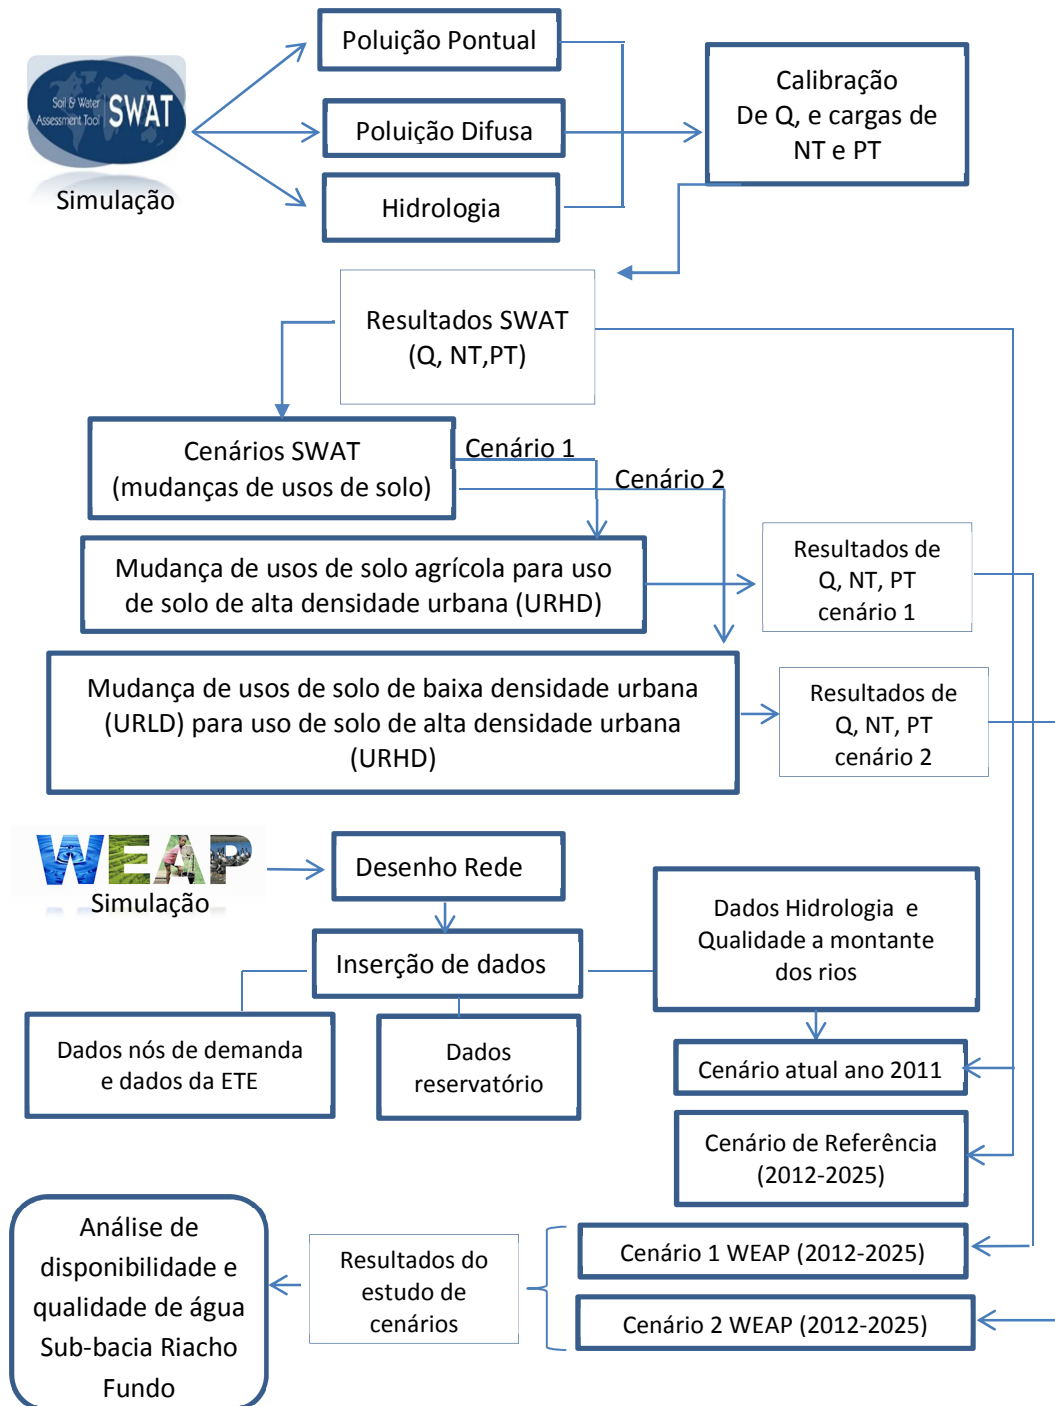 Poluição Pontual
Soil & Water
Assessment Tool
SWAT
Simulação
Poluição Difusa
Hidrologia
Calibração
De Q, e cargas de
NT e PT
Resultados SWAT
(Q, NT,PT)
Cenários SWAT
(mudanças de usos de solo)
Cenário 1
Cenário 2
Mudança de usos de solo agrícola para uso
de solo de alta densidade urbana (URHD)
Resultados de
Q, NT, PT
cenário 1
Mudança de usos de solo de baixa densidade urbana
(URLD) para uso de solo de alta densidade urbana
(URHD)
Resultados de
Q, NT, PT
cenário 2
WEAP
Simulação
Desenho Rede
Inserção de dados
Dados Hidrologia e
Qualidade a montante
dos rios
Dados nós de demanda
e dados da ETE
Dados
reservatório
Cenário atual ano 2011
Cenário de Referência
(2012-2025)
Cenário 1 WEAP (2012-2025)
Cenário 2 WEAP (2012-2025)
Resultados do
estudo de
cenários
Análise de
disponibilidade e
qualidade de água
Sub-bacia Riacho
Fundo